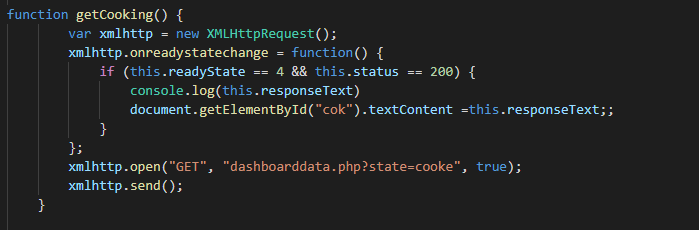 function getCooking() {
var xmlhttp = new XMLHttpRequest();
xmlhttp.onreadystatechange = function() {
if (this.readyState == 4 && this.status == 200) {
console.log(this.responseText)
document.getElementById("cok").textContent =this.responseText;;
}
};
xmlhttp.open("GET", "dashboarddata.php?state=cooke", true);
xmlhttp.send();
}